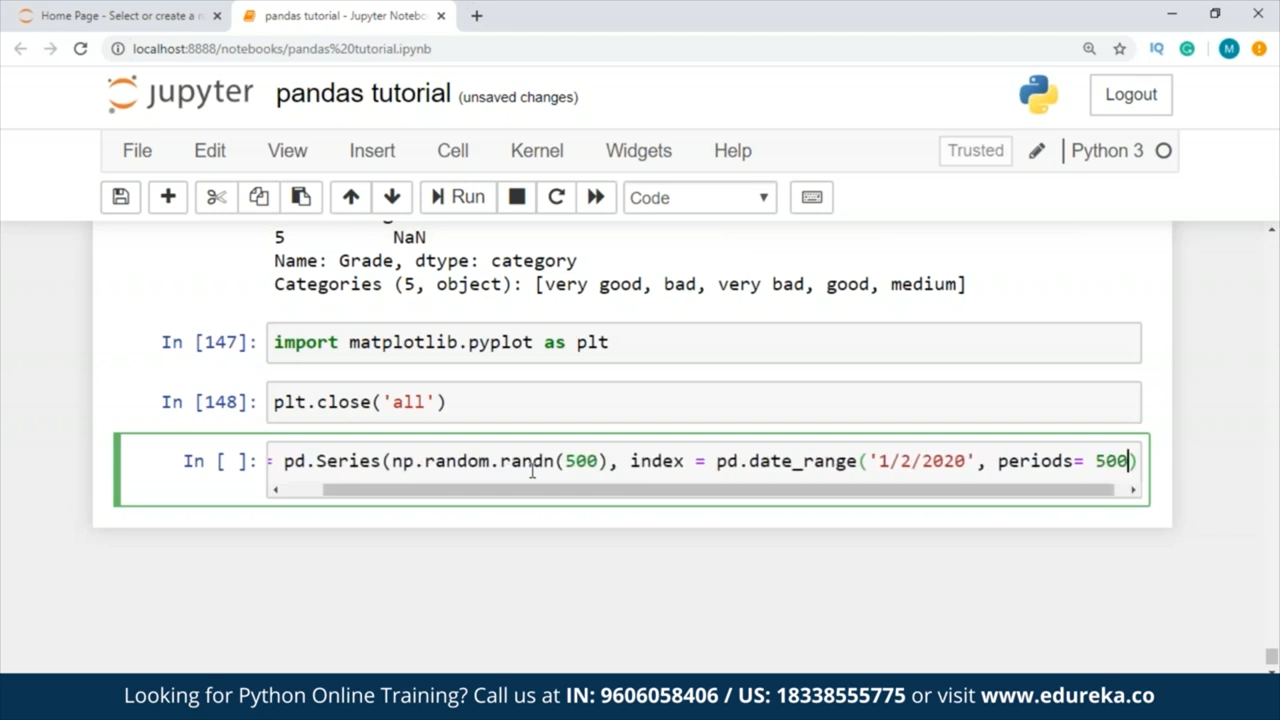 Home Page - Select or create a n
pandas tutorial - Jupyter Notebo
localhost:8888/notebooks/pandas%20tutorial.ipynb
IQ
M
jupyter pandas tutorial (unsaved changes)
Logout
File Edit View Insert Cell Kernel Widgets Help
Trusted
Python 3
Run
Code
5 NaN
Name: Grade, dtype: category
Categories (5, object): [very good, bad, very bad, good, medium]
In [147]: import matplotlib.pyplot as plt
In [148]: plt.close('all')
In [ ]: = pd.Series(np.random.randn(500), index = pd.date_range('1/2/2020', periods= 500)
Looking for Python Online Training? Call us at IN: 9606058406 / US: 18338555775 or visit www.edureka.co